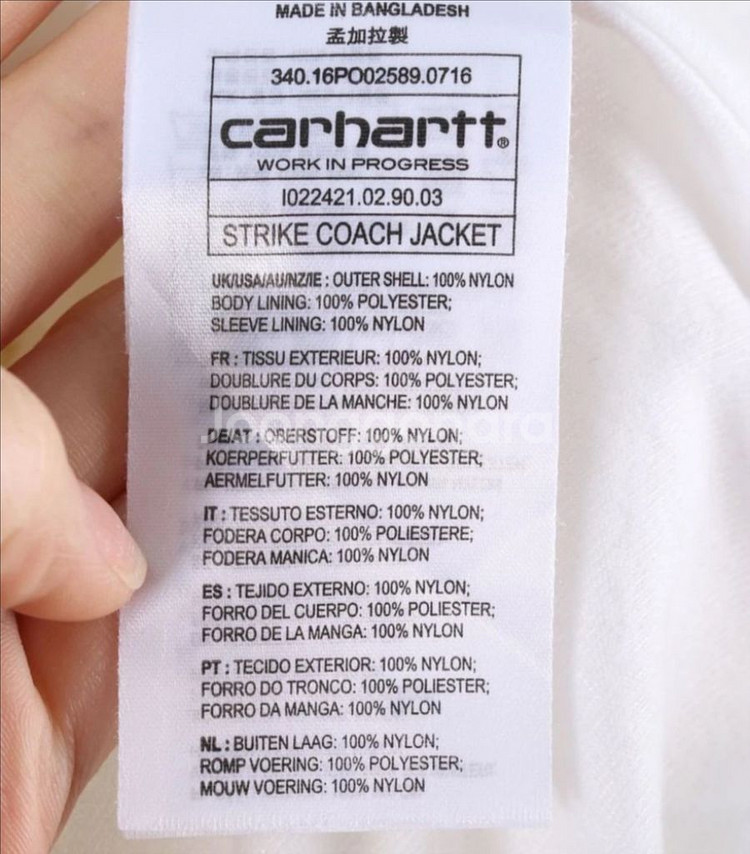 MADE IN BANGLADESH
孟加拉製
340.16PO02589.0716
carhartt®
WORK IN PROGRESS
I022421.02.90.03
STRIKE COACH JACKET
UK/USA/AU/NZ/IE : OUTER SHELL: 100% NYLON
BODY LINING: 100% POLYESTER;
SLEEVE LINING: 100% NYLON
FR : TISSU EXTERIEUR: 100% NYLON;
DOUBLURE DU CORPS: 100% POLYESTER;
DOUBLURE DE LA MANCHE: 100% NYLON
DE/AT : OBERSTOFF: 100% NYLON;
KOERPERFUTTER: 100% POLYESTER;
AERMELFUTTER: 100% NYLON
IT : TESSUTO ESTERNO: 100% NYLON;
FODERA CORPO: 100% POLIESTERE;
FODERA MANICA: 100% NYLON
ES : TEJIDO EXTERNO: 100% NYLON;
FORRO DEL CUERPO: 100% POLIESTER;
FORRO DE LA MANGA: 100% NYLON
PT : TECIDO EXTERIOR: 100% NYLON;
FORRO DO TRONCO: 100% POLIESTER;
FORRO DA MANGA: 100% NYLON
NL : BUITEN LAAG: 100% NYLON;
ROMP VOERING: 100% POLYESTER;
MOUW VOERING: 100% NYLON